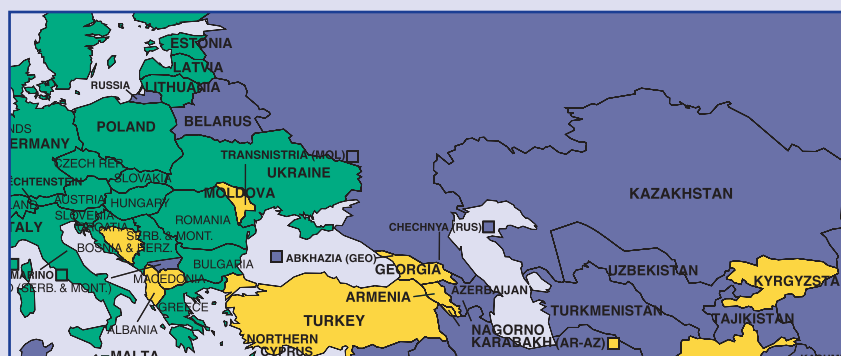 ESTONIA
LATVIA
RUSSIA
LITHUANIA
BELARUS
NDS
POLAND
ERMANY
TRANSNISTRIA (MOL)
CZECH REP.
UKRAINE
SLOVAKIA
ECHTENSTEIN
MOLDOVA
KAZAKHSTAN
AUSTRIA
HUNGARY
SLOVENIA
ROMANIA
TALY
CROATIA
CHECHNYA (RUS)
SERB. & MONT.
BOSNIA & HERZ.
ABKHAZIA (GEO)
BULGARIA
GEORGIA
UZBEKISTAN
MARINO
MACEDONIA
KYRGYZSTA
(SERB. & MONT.)
AZERBAIJAN
ARMENIA
GREECE
TURKMENISTAN
TURKEY
TAJIKISTAN
ALBANIA
NAGORNO
KARABAKH (AR-AZ)
NORTHERN
CYPRUS
MALTA